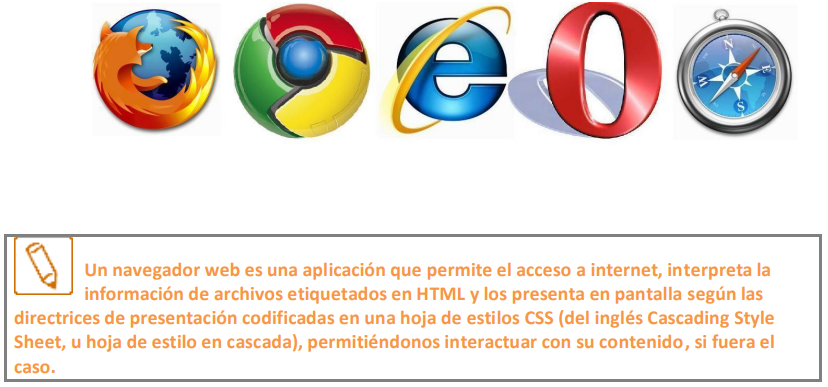 N
E
S
W
Un navegador web es una aplicación que permite el acceso a internet, interpreta la
información de archivos etiquetados en HTML y los presenta en pantalla según las
directrices de presentación codificadas en una hoja de estilos CSS (del inglés Cascading Style
Sheet, u hoja de estilo en cascada), permitiéndonos interactuar con su contenido, si fuera el
caso.